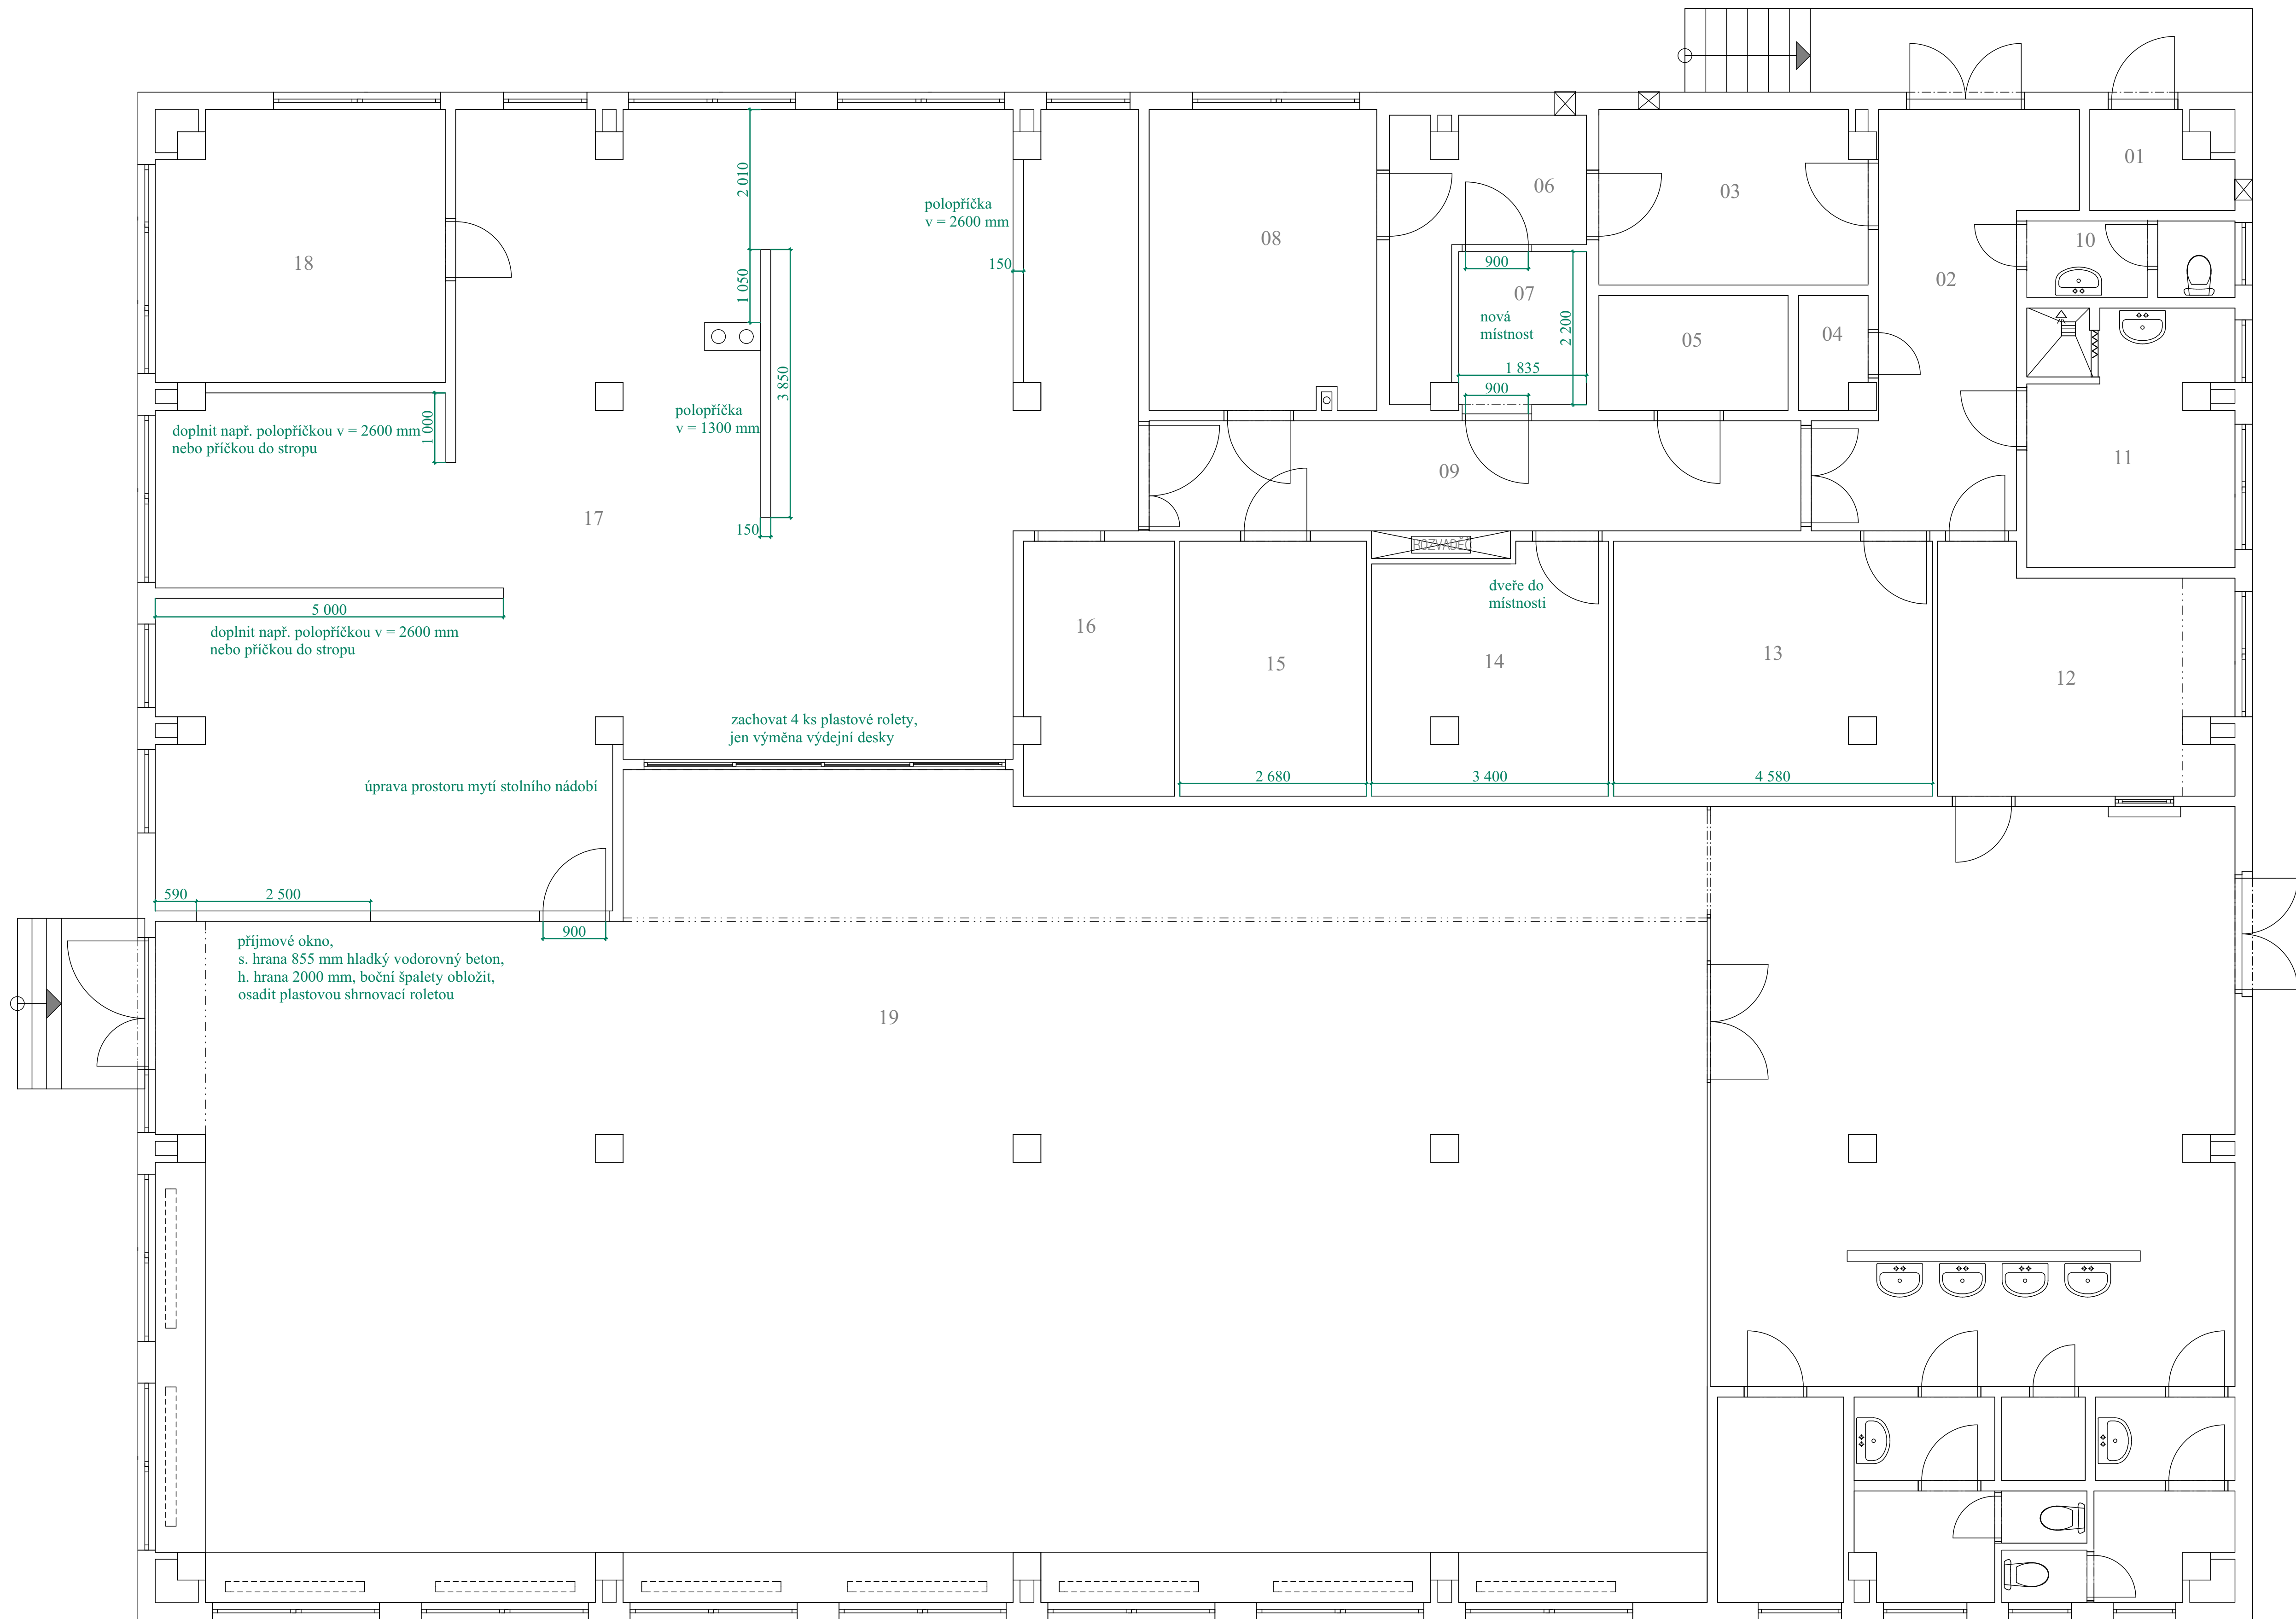 2 010
01
polopříčka
v = 2600 mm
03
06
08
10
18
150
900
02
1 050
07
nová
místnost
2 200
05
04
1 835
3 850
900
polopříčka
v = 1300 mm
doplnit např. polopříčkou v = 2600 mm
nebo příčkou do stropu
1 000
11
09
17
150
ROZVADĚČ
dveře do
místnosti
5 000
doplnit např. polopříčkou v = 2600 mm
nebo příčkou do stropu
16
15
14
13
12
zachovat 4 ks plastové rolety,
jen výměna výdejní desky
úprava prostoru mytí stolního nádobí
2 680
3 400
4 580
590
2 500
900
příjmové okno,
s. hrana 855 mm hladký vodorovný beton,
h. hrana 2000 mm, boční špalety obložit,
osadit plastovou shrnovací roletou
19